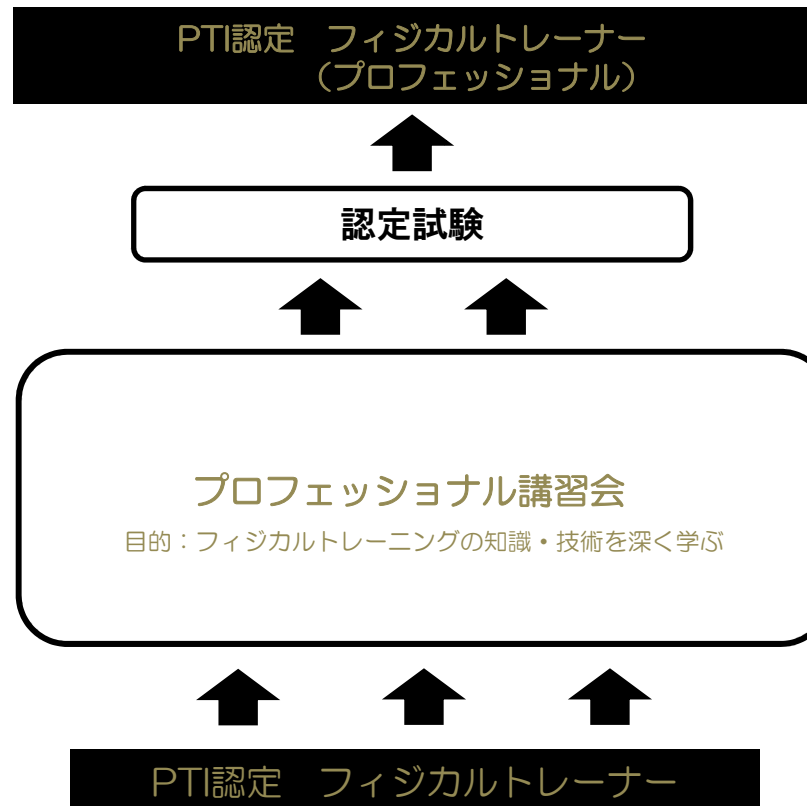 PTI認定　フィジカルトレーナー
（プロフェッショナル）
認定試験
プロフェッショナル講習会
目的：フィジカルトレーニングの知識・技術を深く学ぶ
PTI認定　フィジカルトレーナー